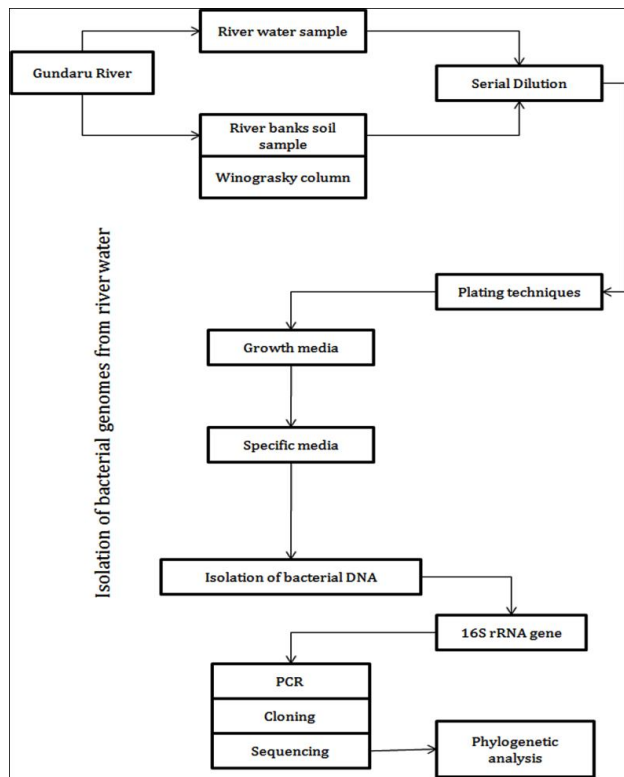 River water sample
Gundaru River
Serial Dilution
River banks soil
sample
Winograsky column
Isolation of bacterial genomes from river water
Plating techniques
Growth media
Specific media
Isolation of bacterial DNA
16S rRNA gene
PCR
Cloning
Sequencing
Phylogenetic
analysis